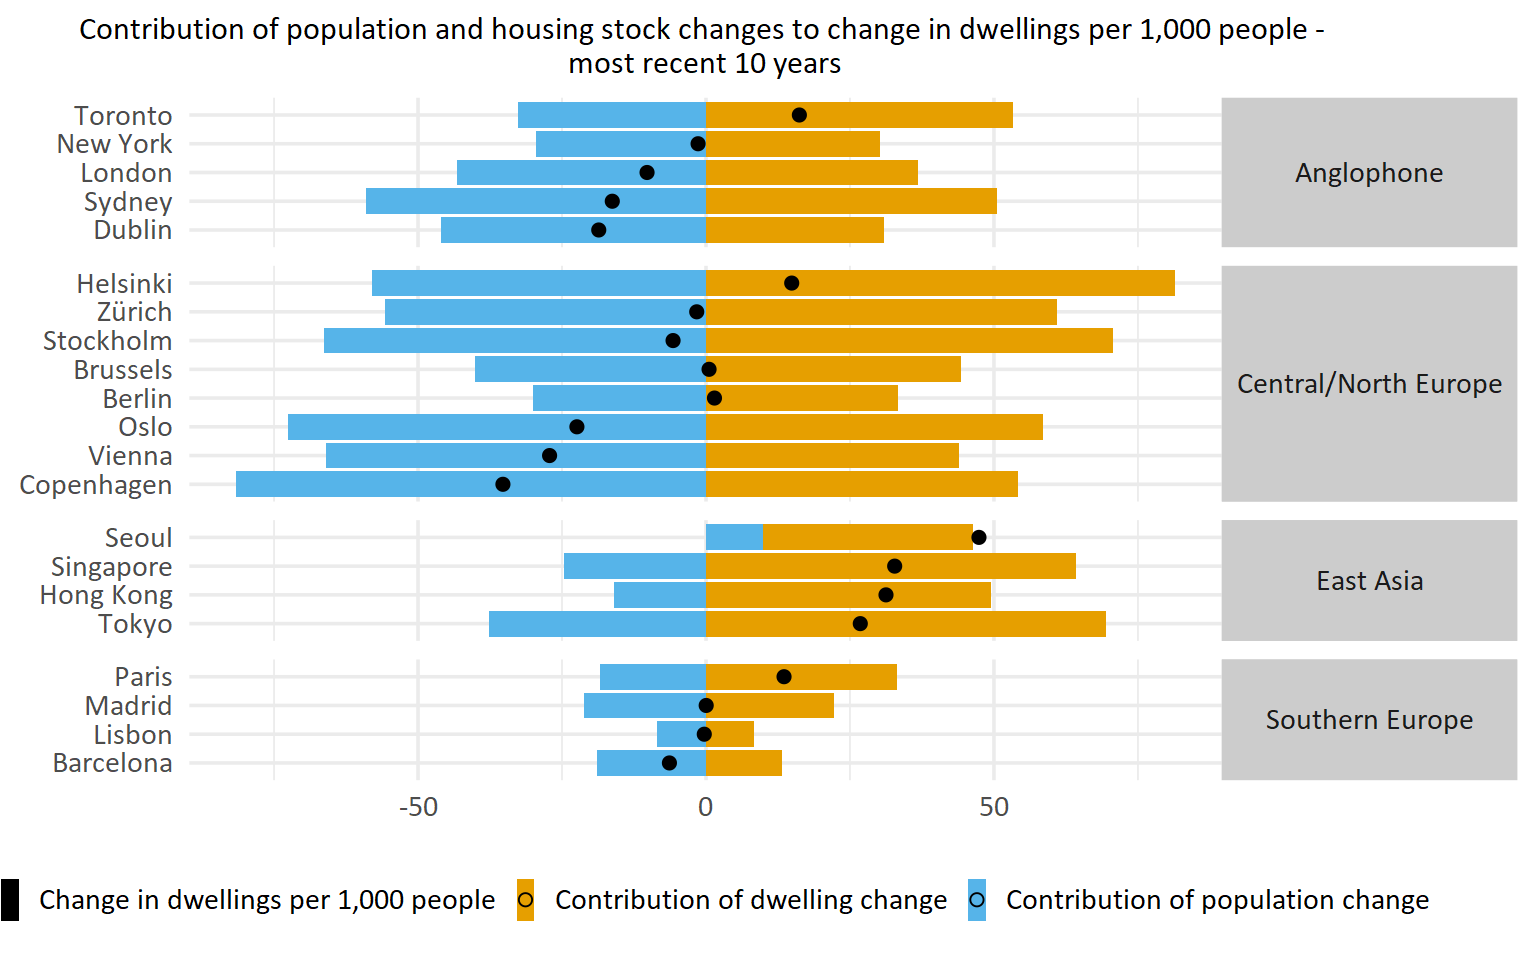 Contribution of population and housing stock changes to change in dwellings per 1,000 people -
most recent 10 years
Toronto
New York
London
Sydney
Dublin
Anglophone
Helsinki
Zürich
Stockholm
Brussels
Berlin
Oslo
Vienna
Copenhagen
Central/North Europe
Seoul
Singapore
Hong Kong
Tokyo
East Asia
Paris
Madrid
Lisbon
Barcelona
Southern Europe
-50 0 50
Change in dwellings per 1,000 people Contribution of dwelling change Contribution of population change